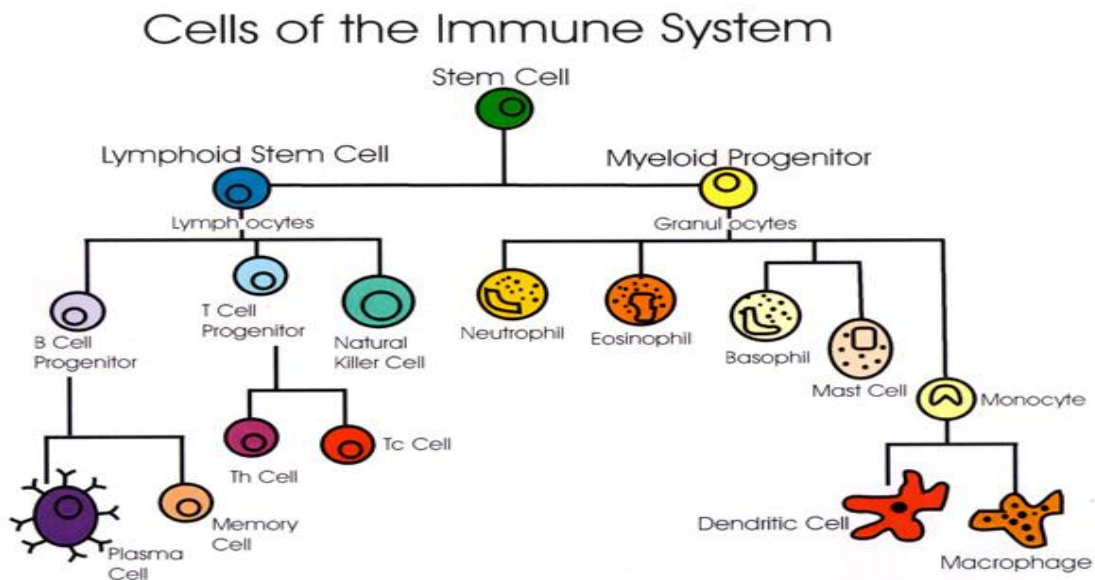 Cells of the Immune System
Stem Cell
Lymphoid Stem Cell
Myeloid Progenitor
Lymph ocytes
Granul ocytes
B Cell
Progenitor
T Cell
Progenitor
Natural
Killer Cell
Neutrophil
Eosinophil
Basophil
Mast Cell
Monocyte
Th Cell
Tc Cell
Plasma
Cell
Memory
Cell
Dendritic Cell
Macrophage